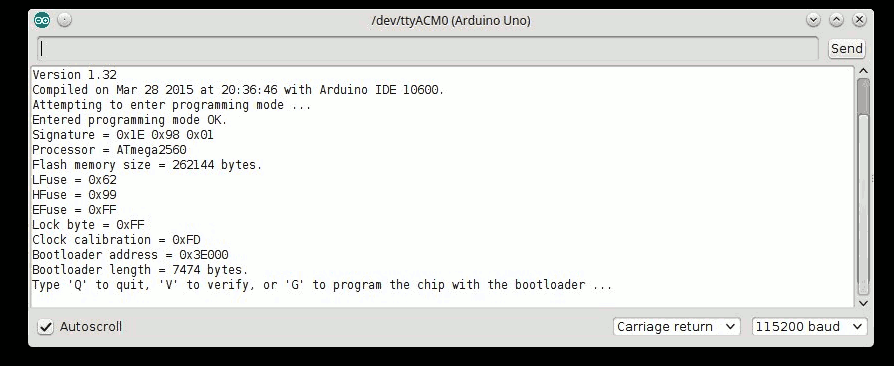 /dev/ttyACM0 (Arduino Uno)
Send
Version 1.32
Compiled on Mar 28 2015 at 20:36:46 with Arduino IDE 10600.
Attempting to enter programming mode ...
Entered programming mode OK.
Signature = 0x1E 0x98 0x01
Processor = ATmega2560
Flash memory size = 262144 bytes.
LFuse = 0x62
HFuse = 0x99
EFuse = 0xFF
Lock byte = 0xFF
Clock calibration = 0xFD
Bootloader address = 0x3E000
Bootloader length = 7474 bytes.
Type 'Q' to quit, 'V' to verify, or 'G' to program the chip with the bootloader ...
Autoscroll
Carriage return
115200 baud